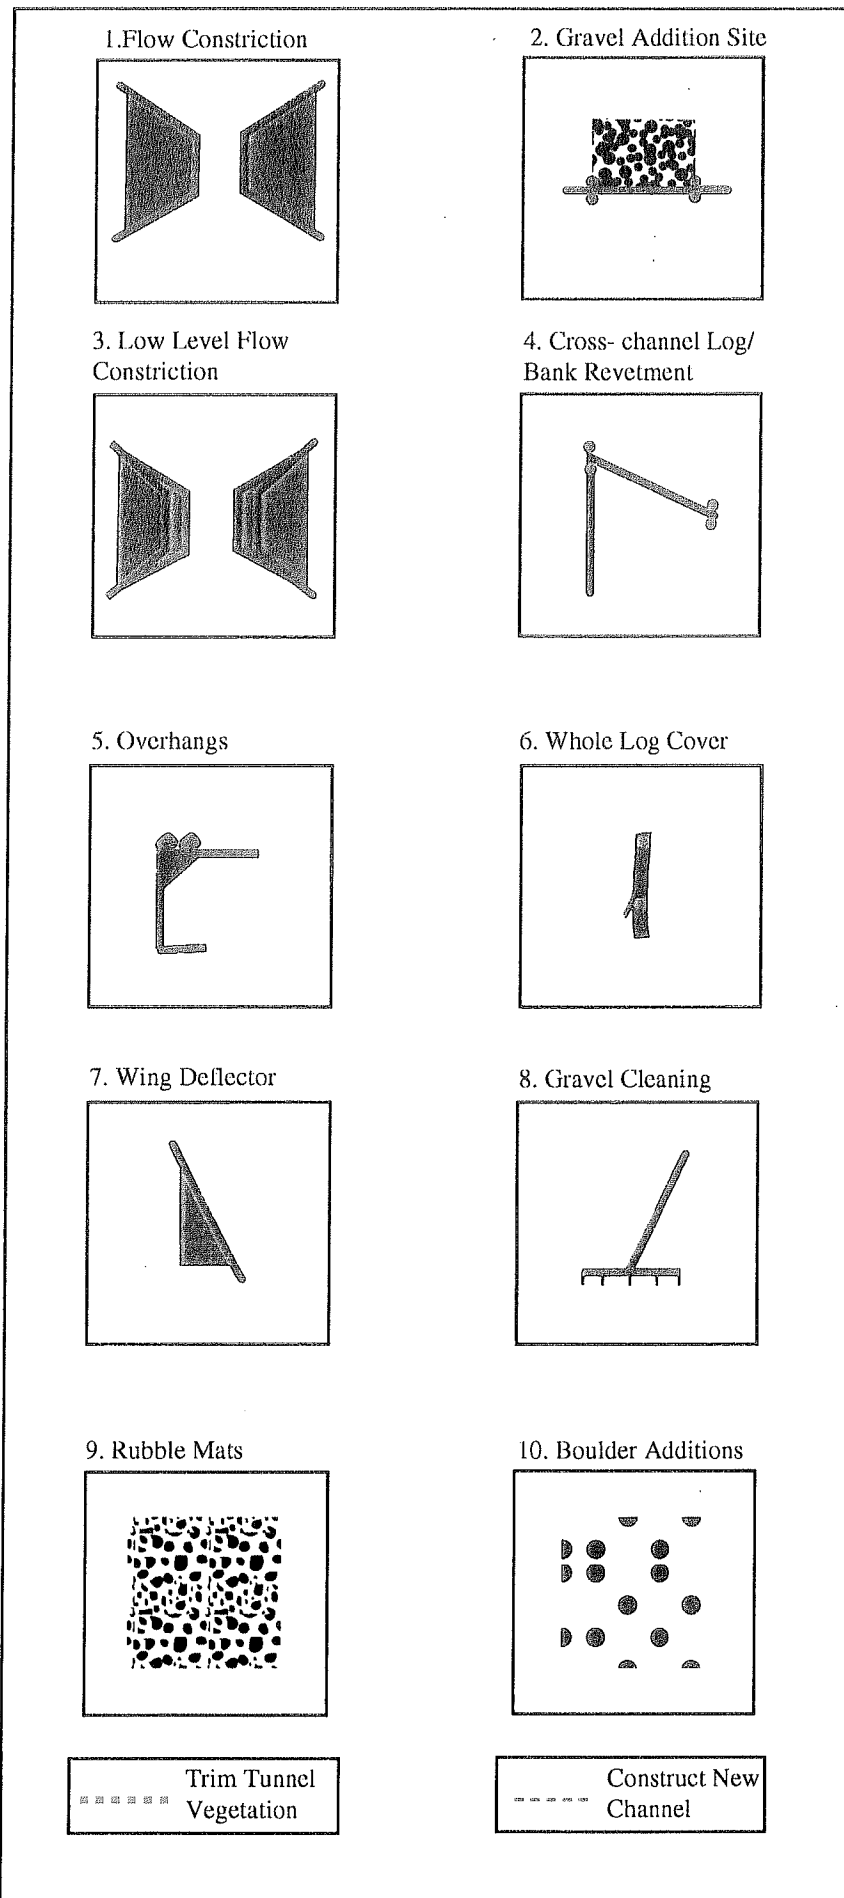 1.Flow Constriction
2. Gravel Addition Site
3. Low Level Flow
Constriction
4. Cross- channel Log/
Bank Revetment
5. Overhangs
6. Whole Log Cover
7. Wing Deflector
8. Gravel Cleaning
9. Rubble Mats
10. Boulder Additions
Trim Tunnel
Vegetation
Construct New
Channel